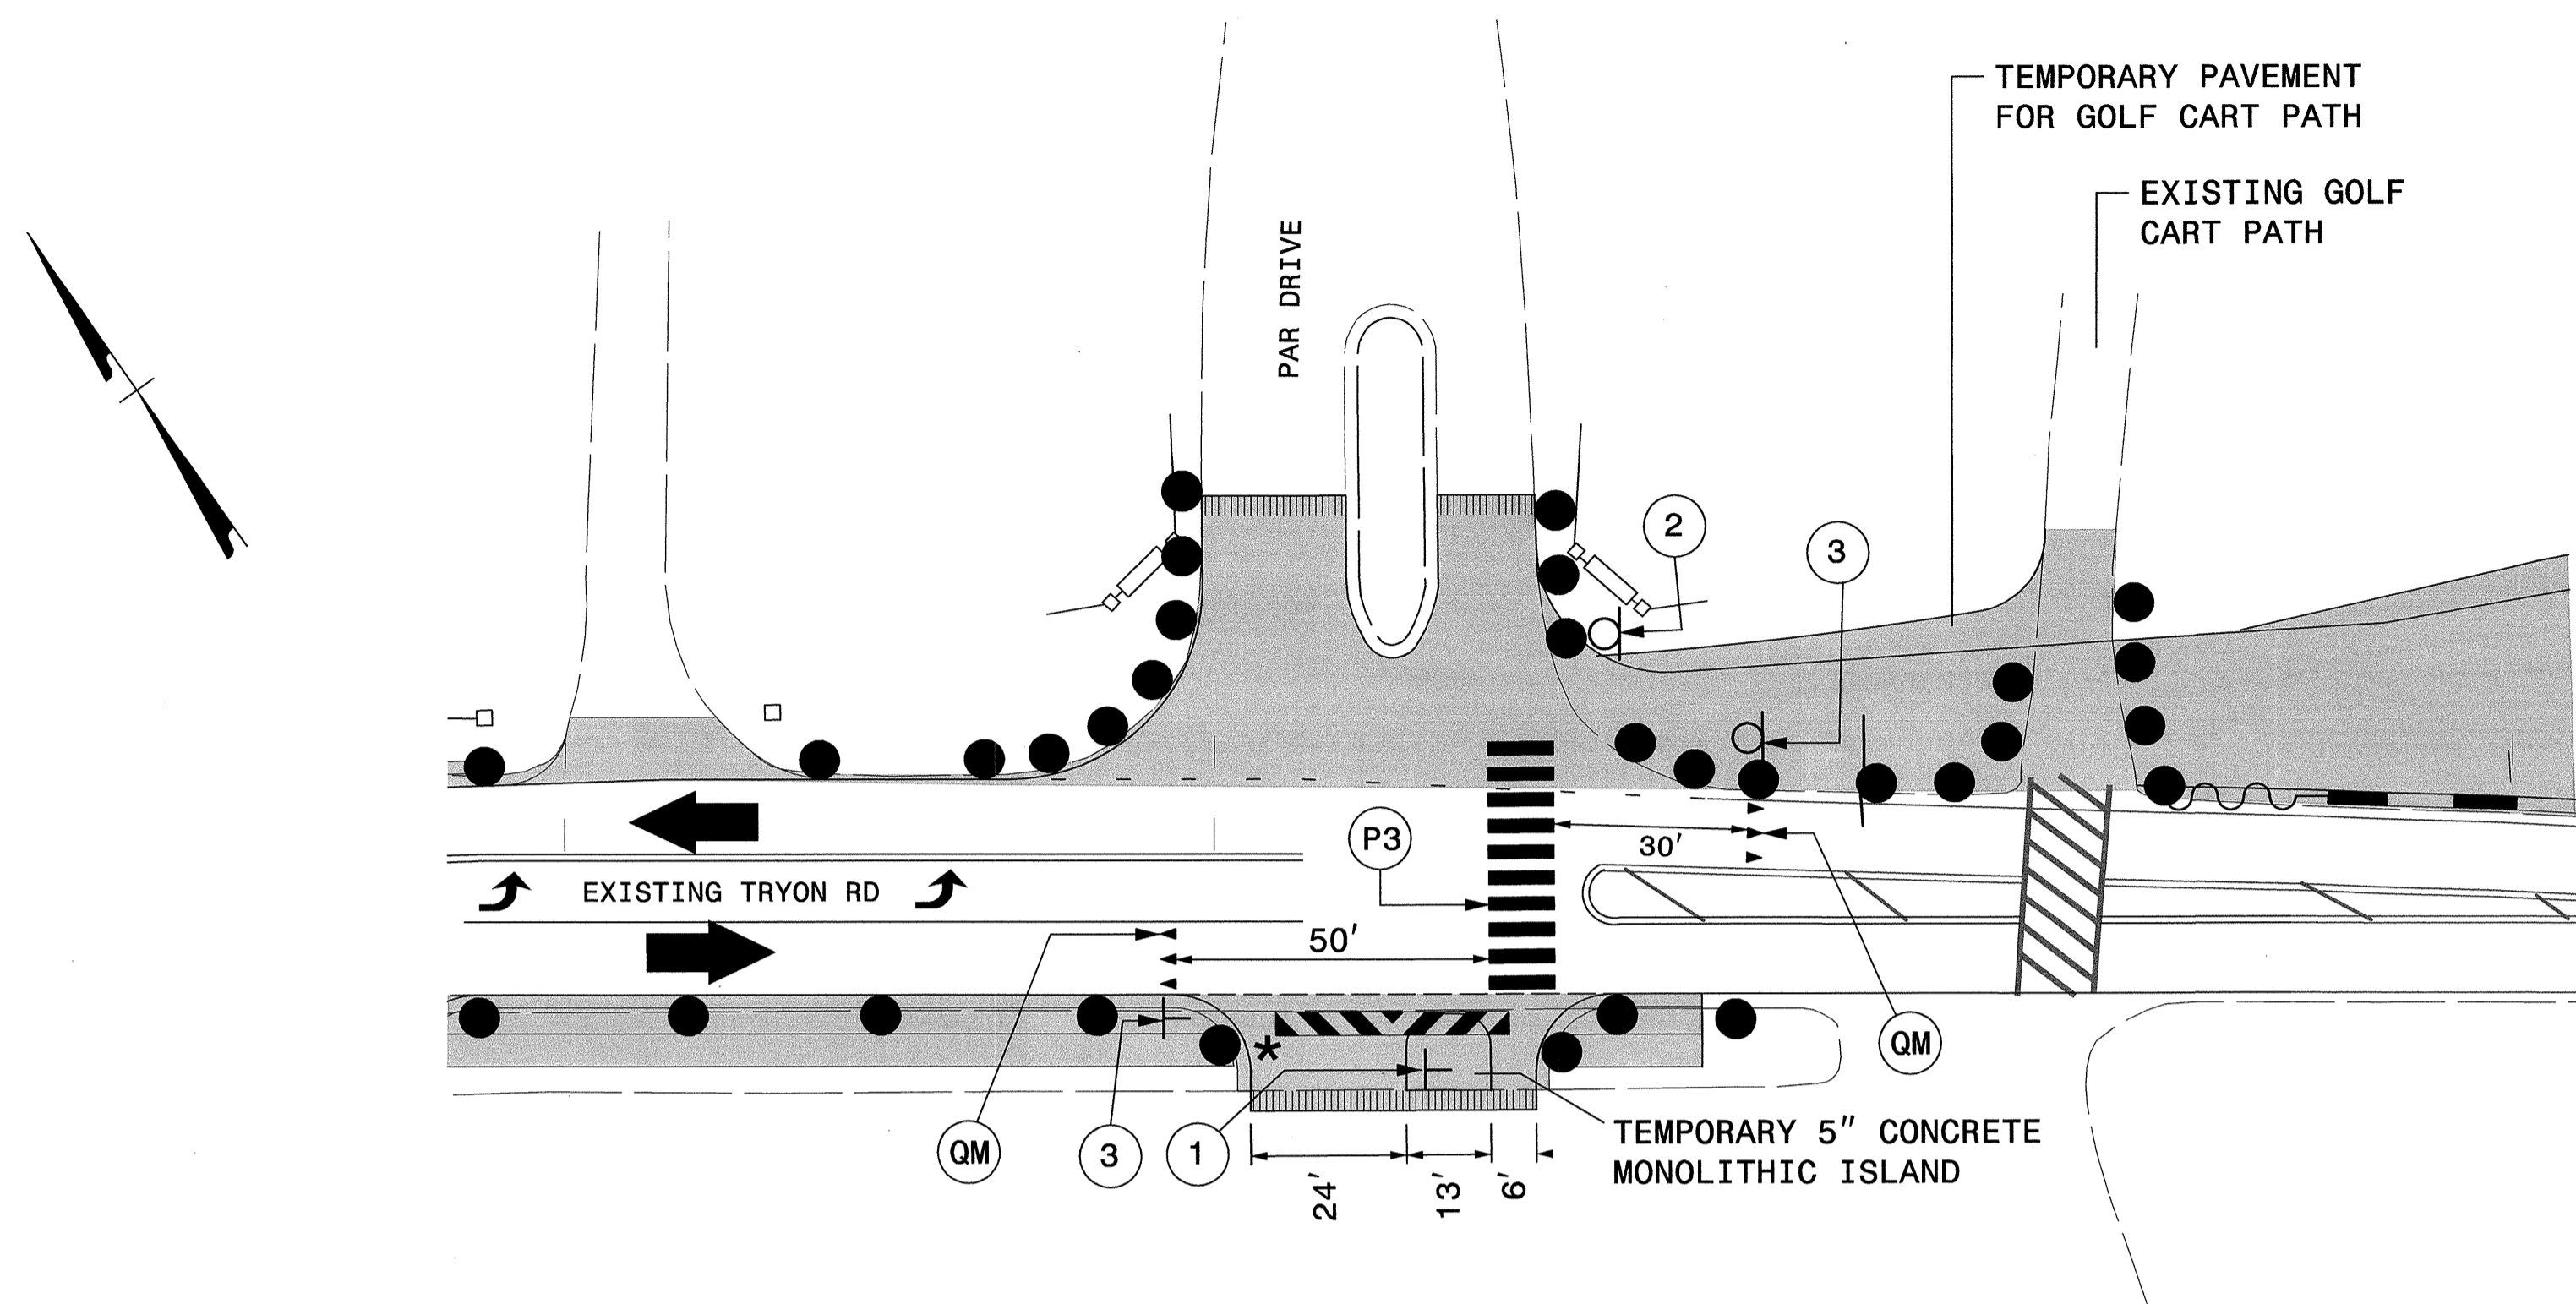 TEMPORARY PAVEMENT
FOR GOLF CART PATH
EXISTING GOLF
CART PATH
PAR DRIVE
2
3
P3
30'
EXISTING TRYON RD
50'
*
QM
QM
3
1
TEMPORARY 5" CONCRETE
MONOLITHIC ISLAND
24'
13'
6'